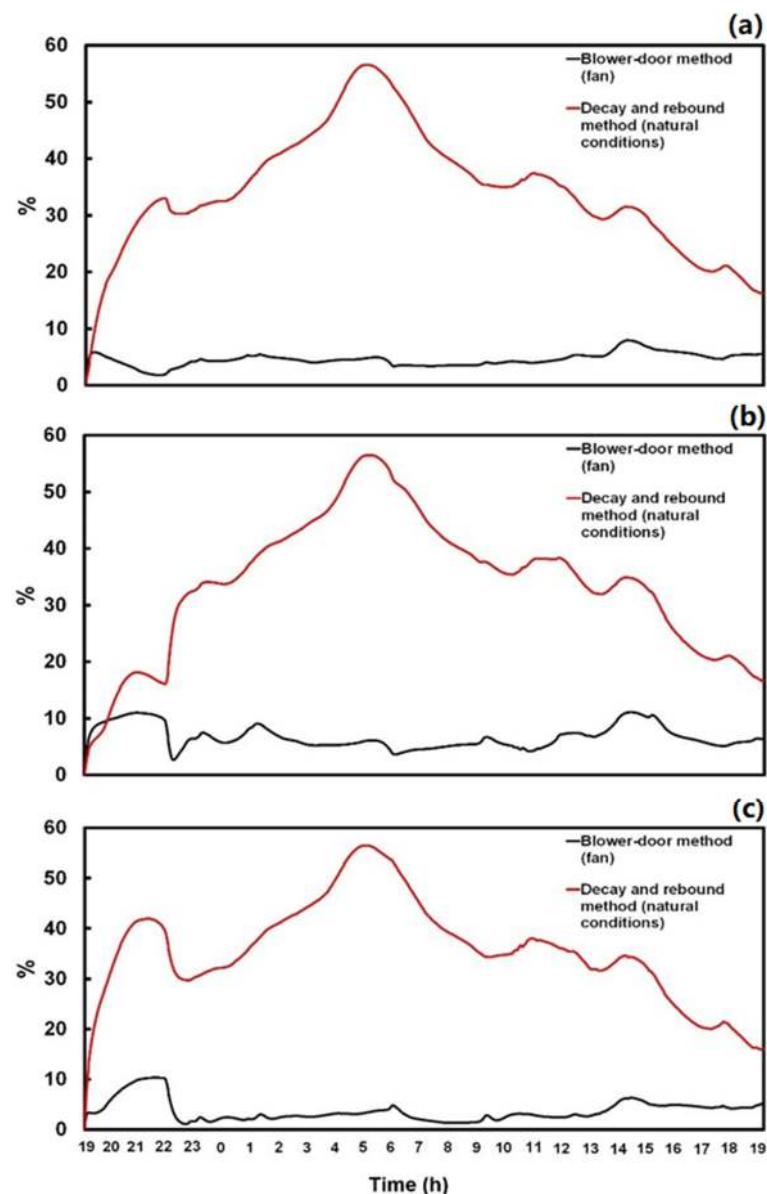 (a)
60
50
40
30
20
10
0
%
Blower-door method
(fan)
Decay and rebound
method (natural
conditions)
(b)
60
50
40
30
20
10
0
%
Blower-door method
(fan)
Decay and rebound
method (natural
conditions)
(c)
60
50
40
30
20
10
0
%
Blower-door method
(fan)
Decay and rebound
method (natural
conditions)
19 20 21 22 23 0 1 2 3 4 5 6 7 8 9 10 11 12 13 14 15 16 17 18 19
Time (h)